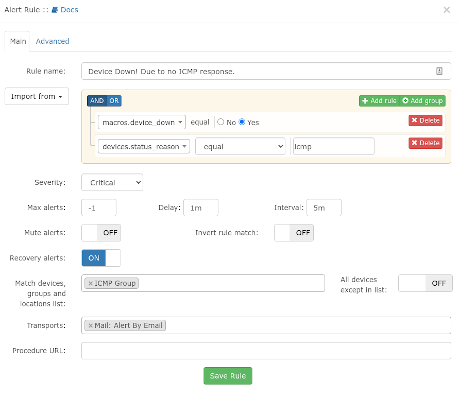 Alert Rule :: Docs ×
Main Advanced
Rule name: Device Down! Due to no ICMP response.
Import from
AND OR Add rule Add group
macros.device_down equal No Yes Delete
devices.status_reason equal icmp Delete
Severity: Critical
Max alerts: -1 Delay: 1m Interval: 5m
Mute alerts: OFF Invert rule match: OFF
Recovery alerts: ON
Match devices, groups and locations list: × ICMP Group All devices except in list: OFF
Transports: × Mail: Alert By Email
Procedure URL:
Save Rule